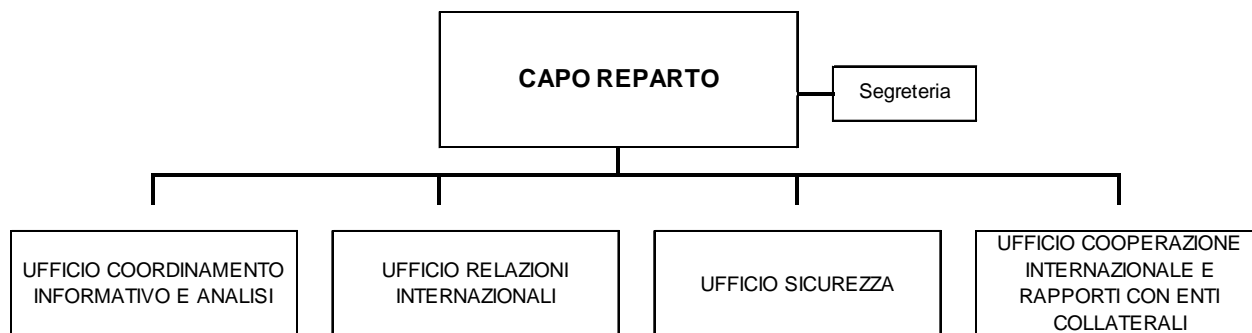 CAPO REPARTO
Segreteria
UFFICIO COORDINAMENTO
INFORMATIVO E ANALISI
UFFICIO RELAZIONI
INTERNAZIONALI
UFFICIO SICUREZZA
UFFICIO COOPERAZIONE
INTERNAZIONALE E
RAPPORTI CON ENTI
COLLATERALI